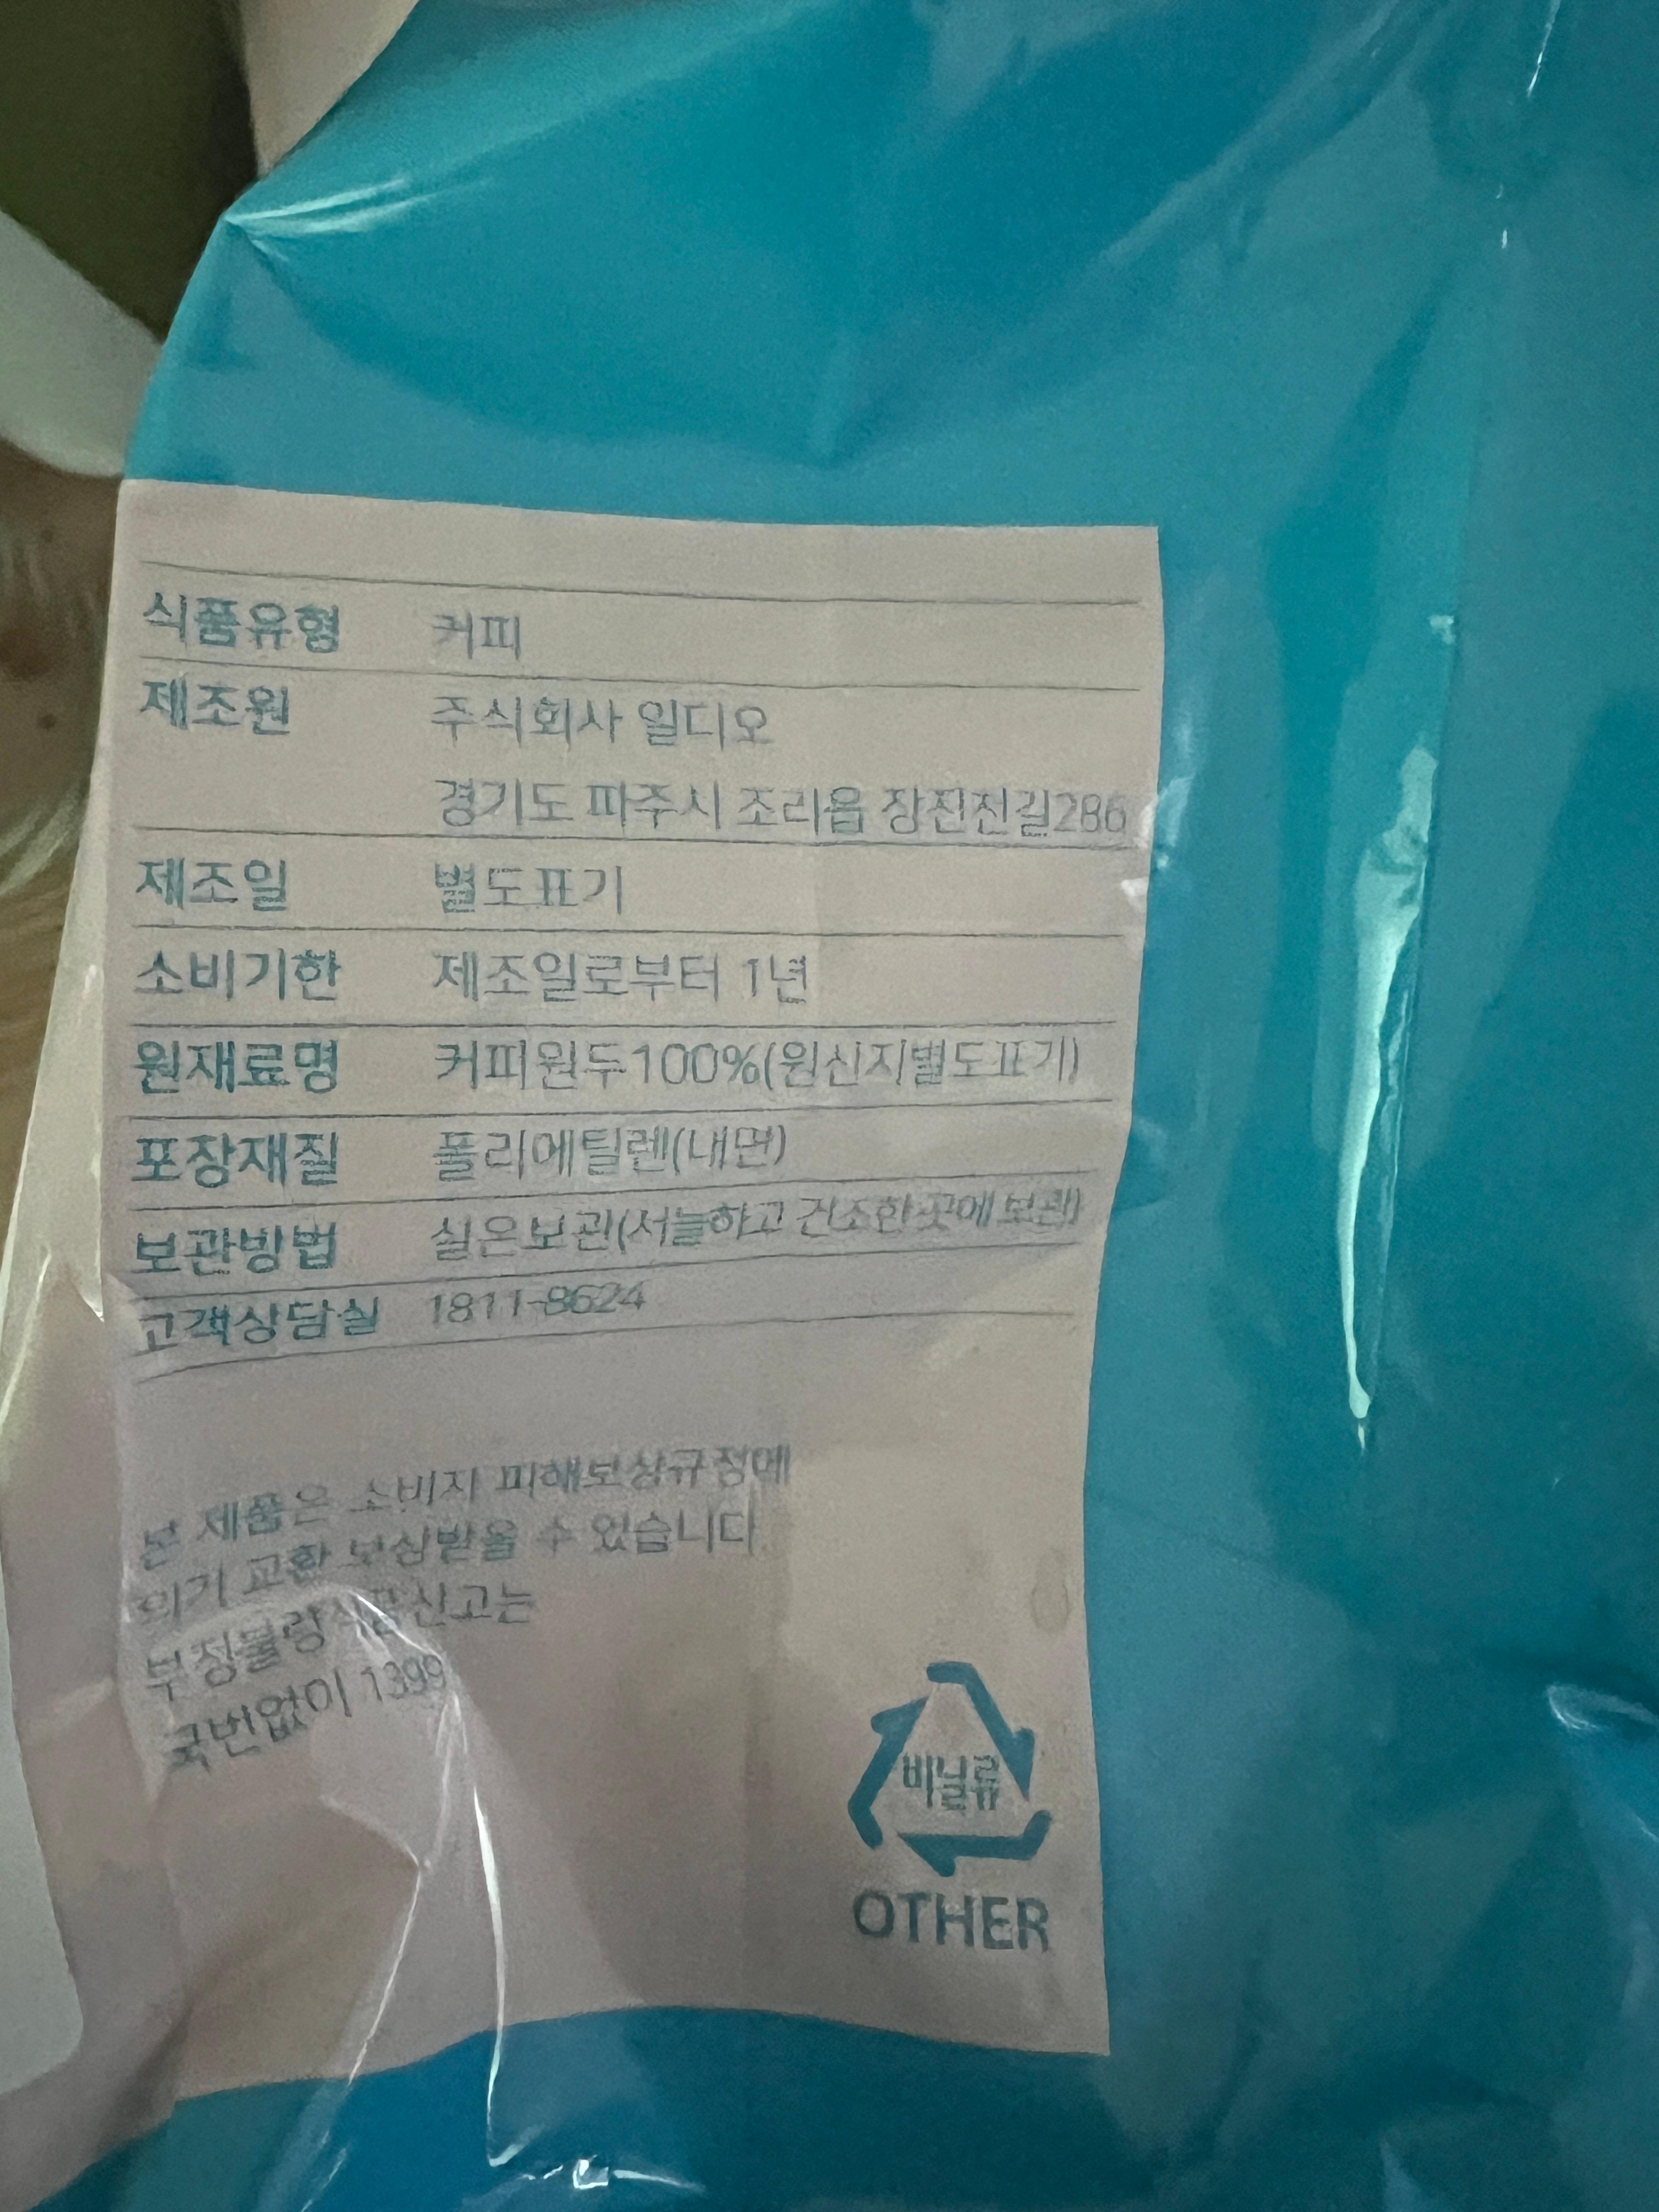 식품유형 커피
제조원 주식회사 일디오
경기도 파주시 조리읍 장진천길286
제조일 별도표기
소비기한 제조일로부터 1년
원재료명 커피원두100%(원산지별도표기)
포장재질 폴리에틸렌(내면)
보관방법 실온보관(서늘하고 건조한곳에 보관)
고객상담실 1811-8624
본 제품은 소비자 피해보상규정에
의거 교환 보상받을 수 있습니다
부정불량식품신고는
국번없이 1399
비닐류
OTHER